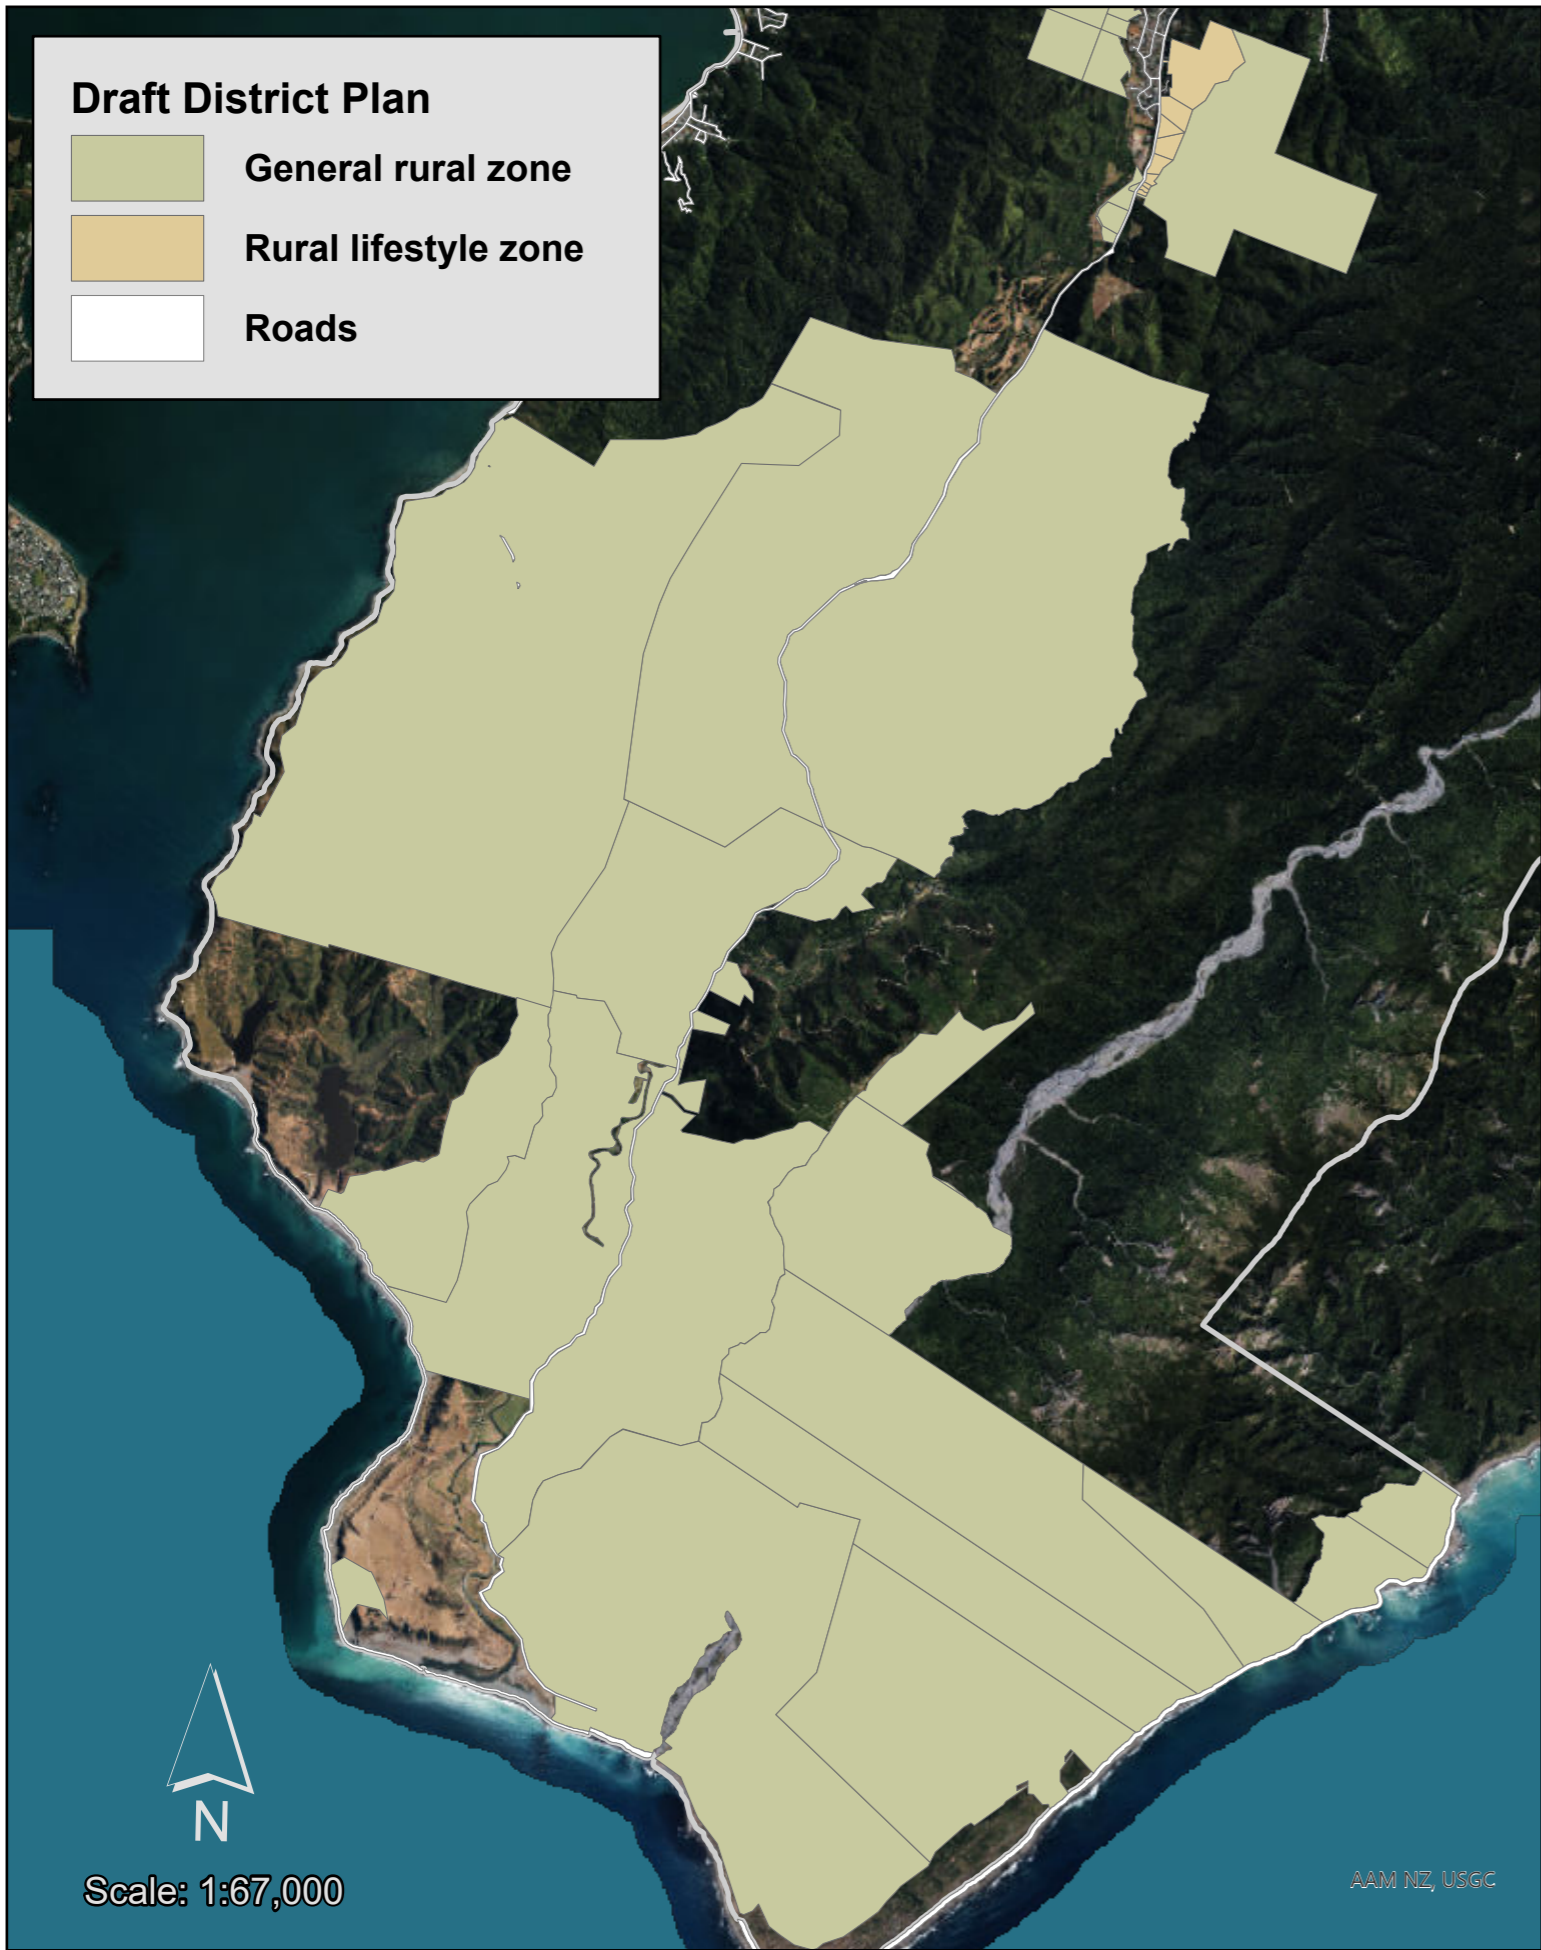 Draft District Plan
General rural zone
Rural lifestyle zone
Roads
N
Scale: 1:67,000
AAM NZ, USGC